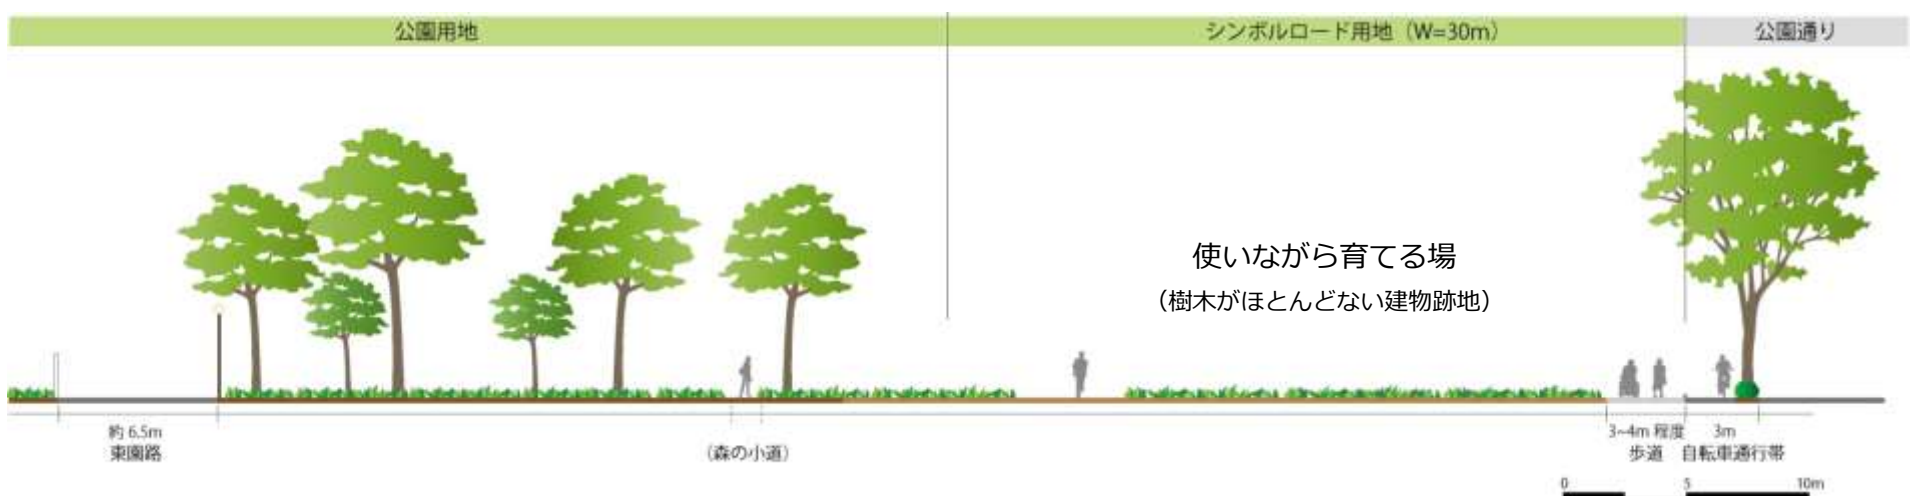 公園用地
シンボルロード用地（W=30m）
公園通り
使いながら育てる場
（樹木がほとんどない建物跡地）
約 6.5m
東園路
（森の小道）
3~4m 程度
歩道
3m
自転車通行帯
0 5 10m